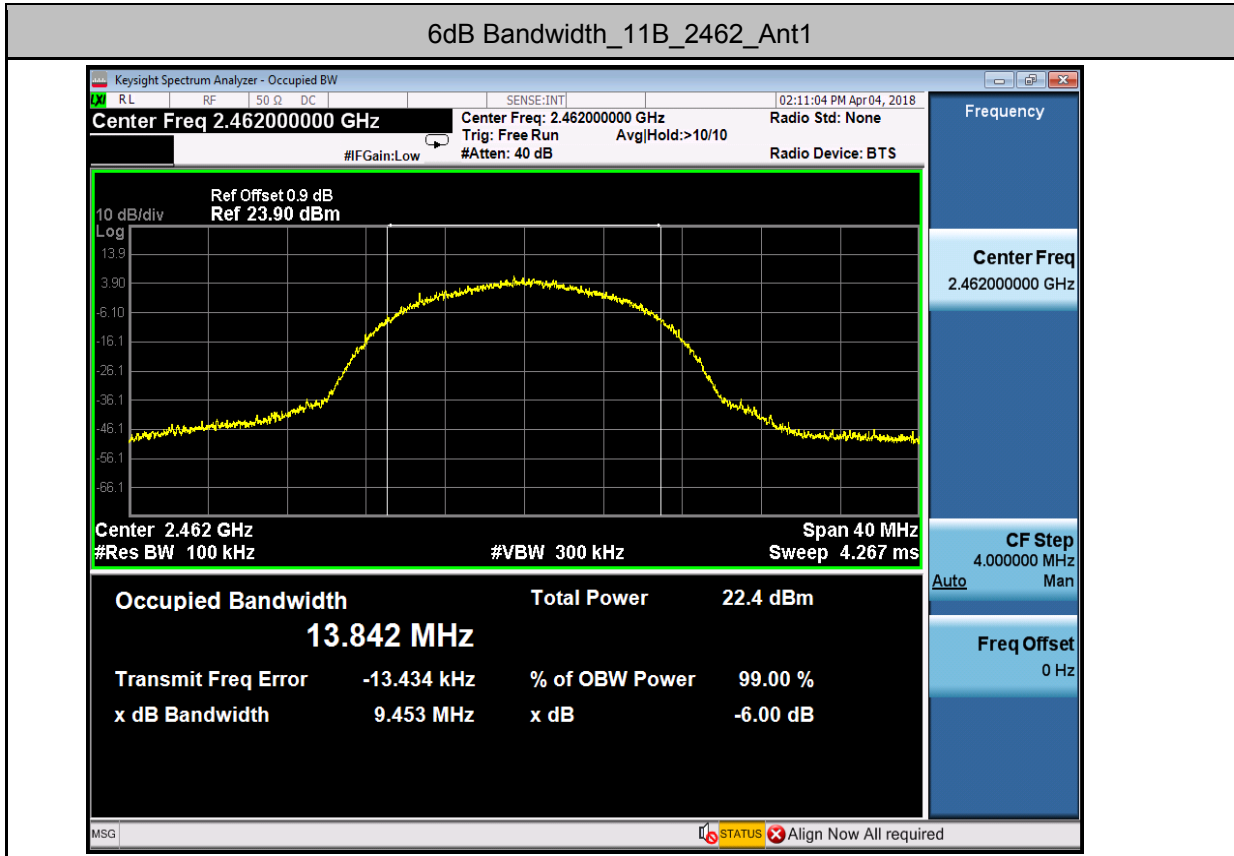 6dB Bandwidth_11B_2462_Ant1
Keysight Spectrum Analyzer - Occupied BW
LXI RL RF 50 Ω DC SENSE:INT 02:11:04 PM Apr 04, 2018
Center Freq 2.462000000 GHz
Center Freq: 2.462000000 GHz Radio Std: None
Trig: Free Run Avg|Hold:>10/10
#IFGain:Low #Atten: 40 dB Radio Device: BTS
Ref Offset 0.9 dB
10 dB/div Ref 23.90 dBm
Log
13.9
3.90
-6.10
-16.1
-26.1
-36.1
-46.1
-56.1
-66.1
Center 2.462 GHz Span 40 MHz
#Res BW 100 kHz #VBW 300 kHz Sweep 4.267 ms
Occupied Bandwidth Total Power 22.4 dBm
13.842 MHz
Transmit Freq Error -13.434 kHz % of OBW Power 99.00 %
x dB Bandwidth 9.453 MHz x dB -6.00 dB
Frequency
Center Freq
2.462000000 GHz
CF Step
4.000000 MHz
Auto Man
Freq Offset
0 Hz
MSG STATUS Align Now All required